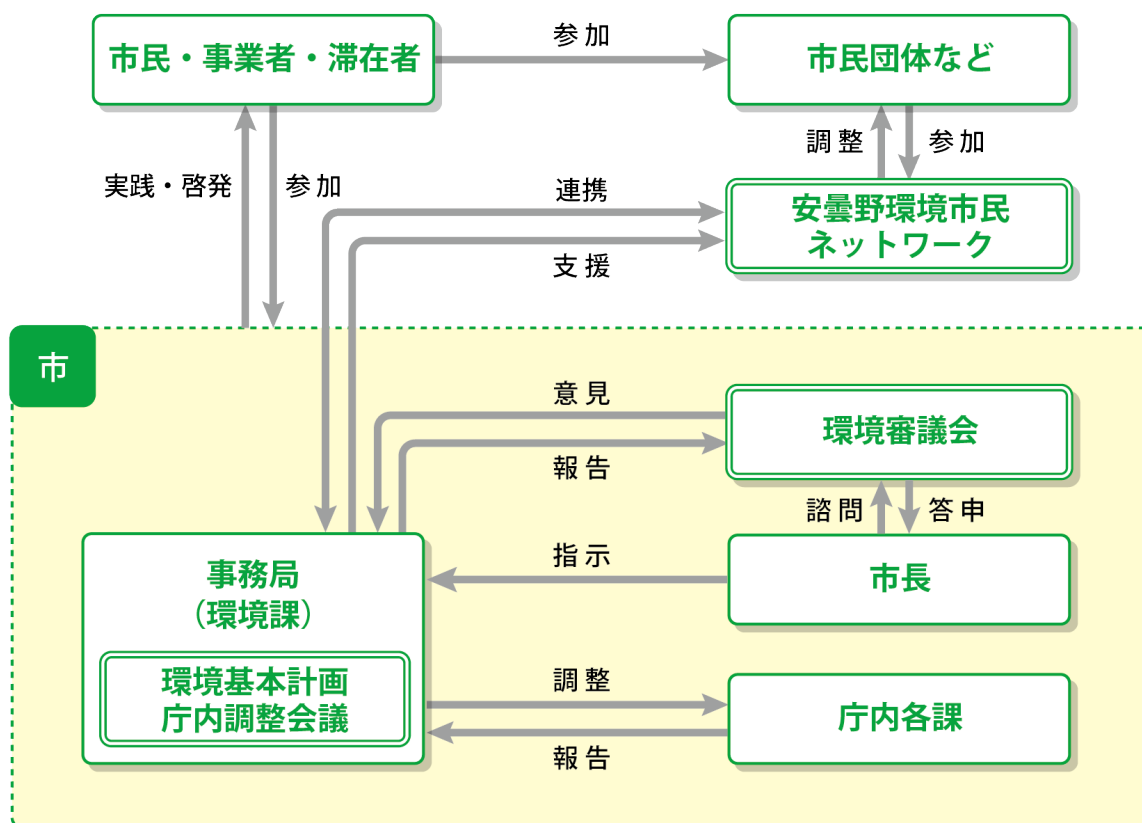 市民・事業者・滞在者
参加
市民団体など
調整
参加
実践・啓発
参加
連携
安曇野環境市民
ネットワーク
支援
市
意見
環境審議会
報告
諮問
答申
事務局
（環境課）
指示
市長
環境基本計画
庁内調整会議
調整
庁内各課
報告